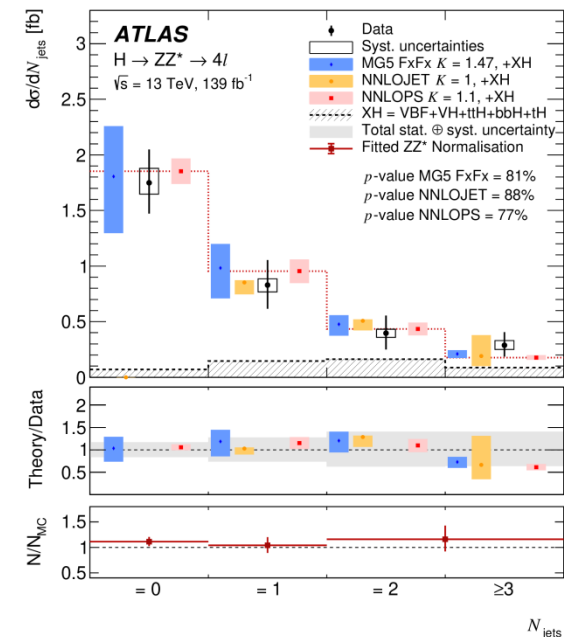 dσ/dN_jets [fb]
ATLAS
H → ZZ* → 4l
√s = 13 TeV, 139 fb⁻¹
Data
Syst. uncertainties
MG5 FxFx K = 1.47, +XH
NNLOJET K = 1, +XH
NNLOPS K = 1.1, +XH
XH = VBF+VH+ttH+bbH+tH
Total stat. ⊕ syst. uncertainty
Fitted ZZ* Normalisation
p-value MG5 FxFx = 81%
p-value NNLOJET = 88%
p-value NNLOPS = 77%
3
2.5
2
1.5
1
0.5
0
Theory/Data
2
1.5
1
0.5
N/N_MC
1.5
1
0.5
= 0 = 1 = 2 ≥3
N_jets